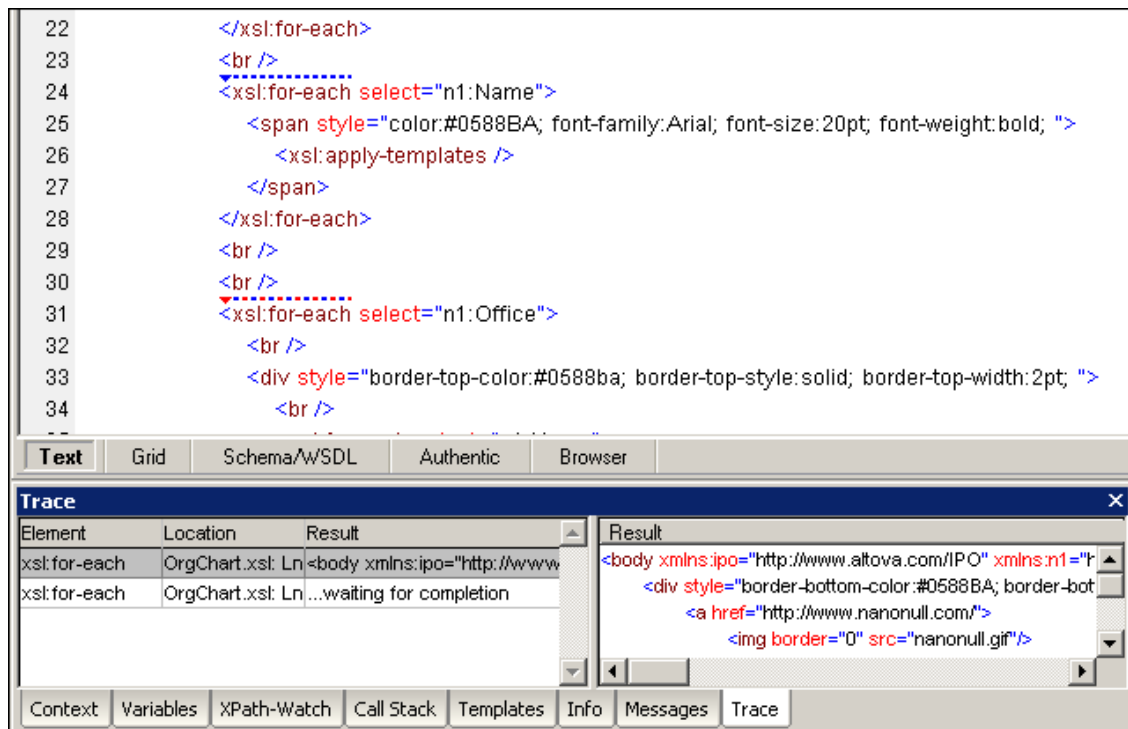 22 </xsl:for-each>
23 <br />
24 <xsl:for-each select="n1:Name">
25 <span style="color:#0588BA; font-family:Arial; font-size:20pt; font-weight:bold; ">
26 <xsl:apply-templates />
27 </span>
28 </xsl:for-each>
29 <br />
30 <br />
31 <xsl:for-each select="n1:Office">
32 <br />
33 <div style="border-top-color:#0588ba; border-top-style:solid; border-top-width:2pt; ">
34 <br />
Text Grid Schema/WSDL Authentic Browser
Trace
Element Location Result
xsl:for-each OrgChart.xsl: Ln <body xmlns:ipo="http://www
xsl:for-each OrgChart.xsl: Ln ...waiting for completion
Result
<body xmlns:ipo="http://www.altova.com/IPO" xmlns:n1="h
<div style="border-bottom-color:#0588BA; border-bot
<a href="http://www.nanonull.com/">
<img border="0" src="nanonull.gif"/>
Context Variables XPath-Watch Call Stack Templates Info Messages Trace